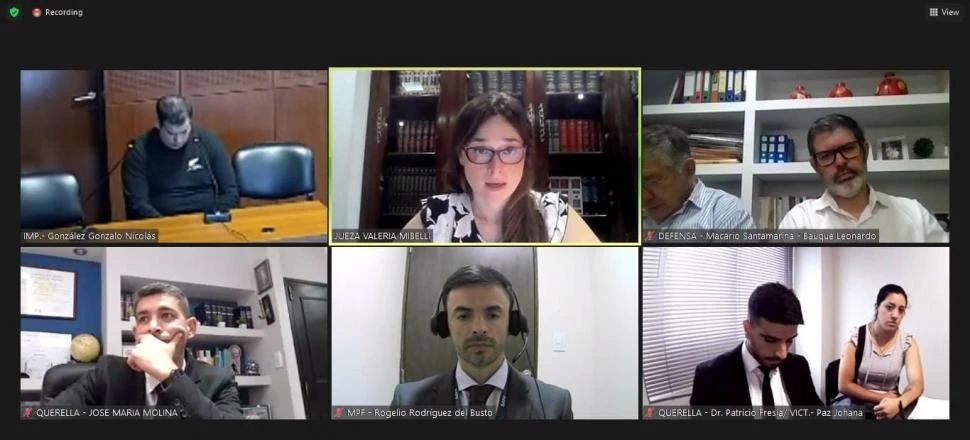 Recording
View
IMP.- González Gonzalo Nicolás
JUEZA VALERIA MIBELLI
DEFENSA - Macario Santamarina - Bauque Leonardo
QUERELLA - JOSE MARIA MOLINA
MPF - Rogelio Rodríguez del Busto
QUERELLA - Dr. Patricio Fresja/ VICT.- Paz Johana